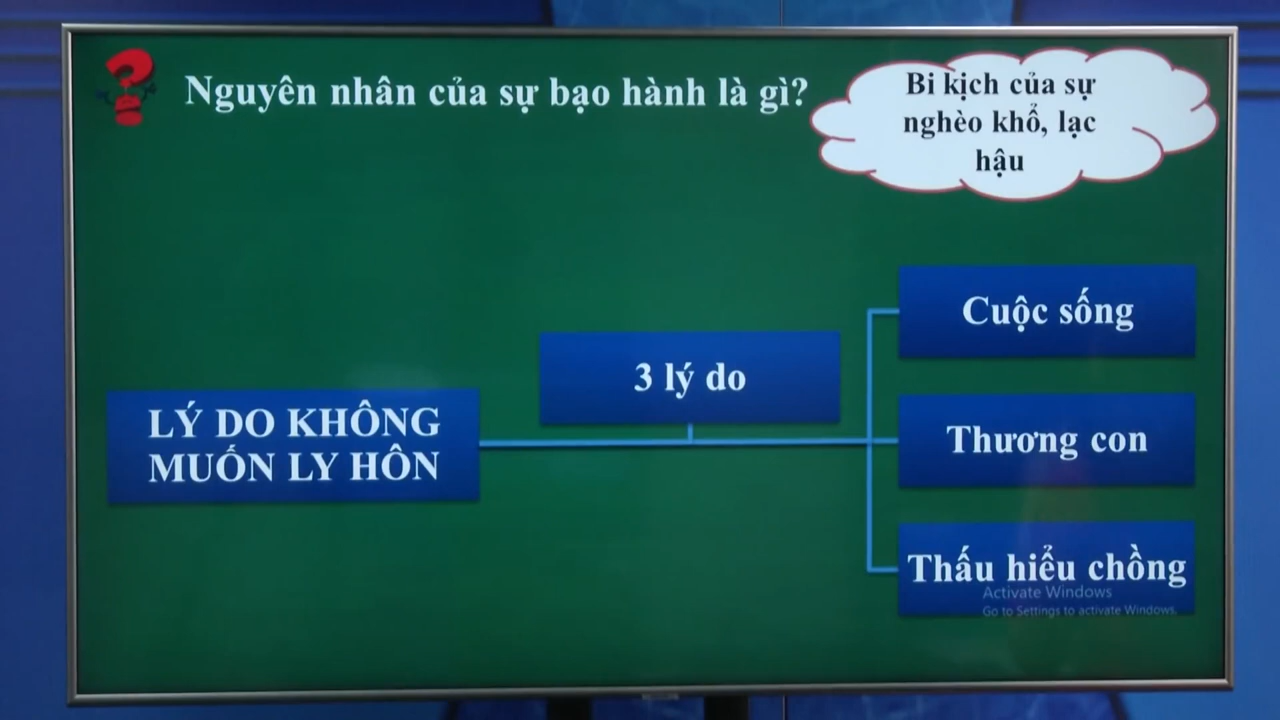 Nguyên nhân của sự bạo hành là gì?
Bi kịch của sự
nghèo khổ, lạc
hậu
LÝ DO KHÔNG
MUỐN LY HÔN
3 lý do
Cuộc sống
Thương con
Thấu hiểu chồng
Activate Windows
Go to Settings to activate Windows.